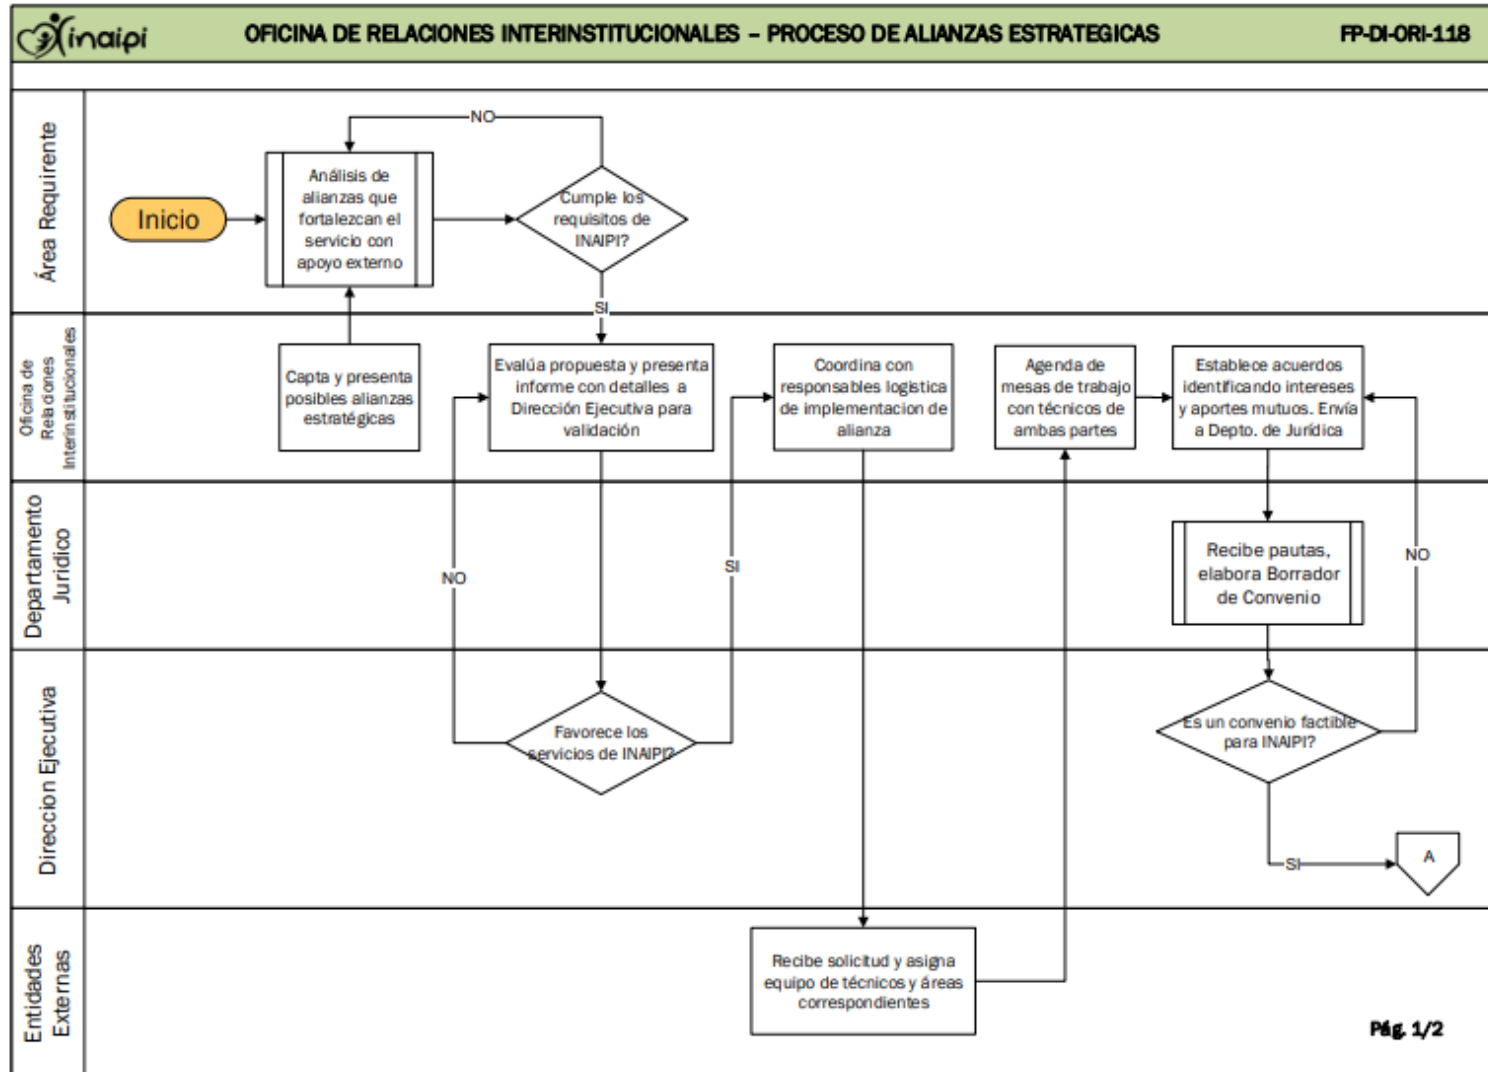 inaipi
OFICINA DE RELACIONES INTERINSTITUCIONALES – PROCESO DE ALIANZAS ESTRATEGICAS
FP-DI-ORI-118
Área Requirente
Inicio
Análisis de
alianzas que
fortalezcan el
servicio con
apoyo externo
NO
Cumple los
requisitos de
INAIPI?
SI
Oficina de
Relaciones
Interinstitucionales
Capta y presenta
posibles alianzas
estratégicas
Evalúa propuesta y presenta
informe con detalles a
Dirección Ejecutiva para
validación
Coordina con
responsables logística
de implementacion de
alianza
Agenda de
mesas de trabajo
con técnicos de
ambas partes
Establece acuerdos
identificando intereses
y aportes mutuos. Envía
a Depto. de Jurídica
Departamento
Juridico
NO
SI
Recibe pautas,
elabora Borrador
de Convenio
NO
Direccion Ejecutiva
Favorece los
servicios de INAIPI?
Es un convenio factible
para INAIPI?
SI
A
Entidades
Externas
Recibe solicitud y asigna
equipo de técnicos y áreas
correspondientes
Pág. 1/2